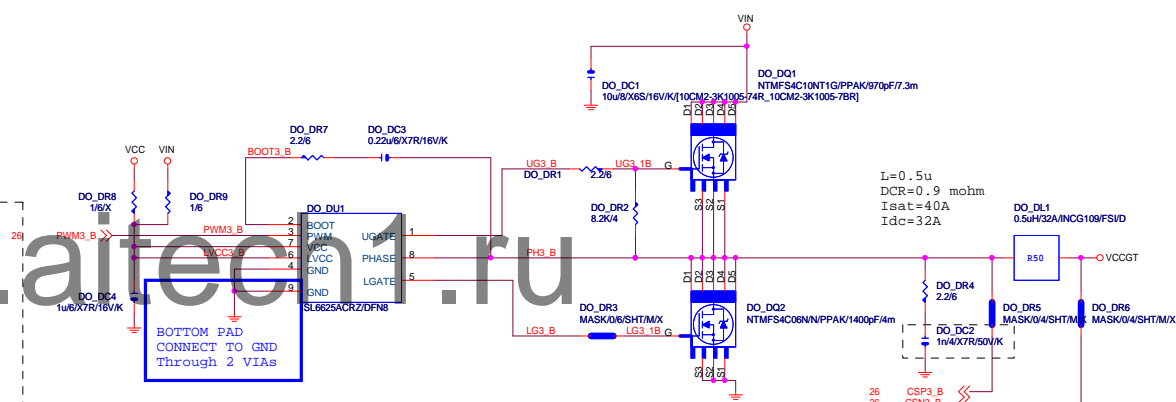 VIN
DO_DC1
10u/8/X6S/16V/K/[10CM2-3K1005-74R_10CM2-3K1005-7BR]
DO_DQ1
NTMFS4C10NT1G/PPAK/970pF/7.3m
D1
D2
D3
D4
D5
G
S3
S2
S1
DO_DR7
2.2/6
DO_DC3
0.22u/6/X7R/16V/K
BOOT3_B
VCC
VIN
DO_DR8
1/6/X
DO_DR9
1/6
UG3_B
DO_DR1
2.2/6
UG3_1B
DO_DR2
8.2K/4
L=0.5u
DCR=0.9 mohm
Isat=40A
Idc=32A
DO_DL1
0.5uH/32A/INCG109/FSI/D
R50
VCCGT
DO_DU1
26
PWM3_B
PWM3_B
LVCC3_B
2
3
7
6
4
9
BOOT
PWM
VCC
LVCC
GND
GND
UGATE
PHASE
LGATE
1
8
5
SL6625ACRZ/DFN8
PH3_B
DO_DC4
1u/6/X7R/16V/K
BOTTOM PAD
CONNECT TO GND
Through 2 VIAs
DO_DR3
MASK/0/6/SHT/M/X
LG3_B
LG3_1B
D1
D2
D3
D4
D5
G
S3
S2
S1
DO_DQ2
NTMFS4C06N/N/PPAK/1400pF/4m
DO_DR4
2.2/6
DO_DC2
1n/4/X7R/50V/K
DO_DR5
MASK/0/4/SHT/M/X
DO_DR6
MASK/0/4/SHT/M/X
26
CSP3_B
26
CSN3_B
.aitech1.ru